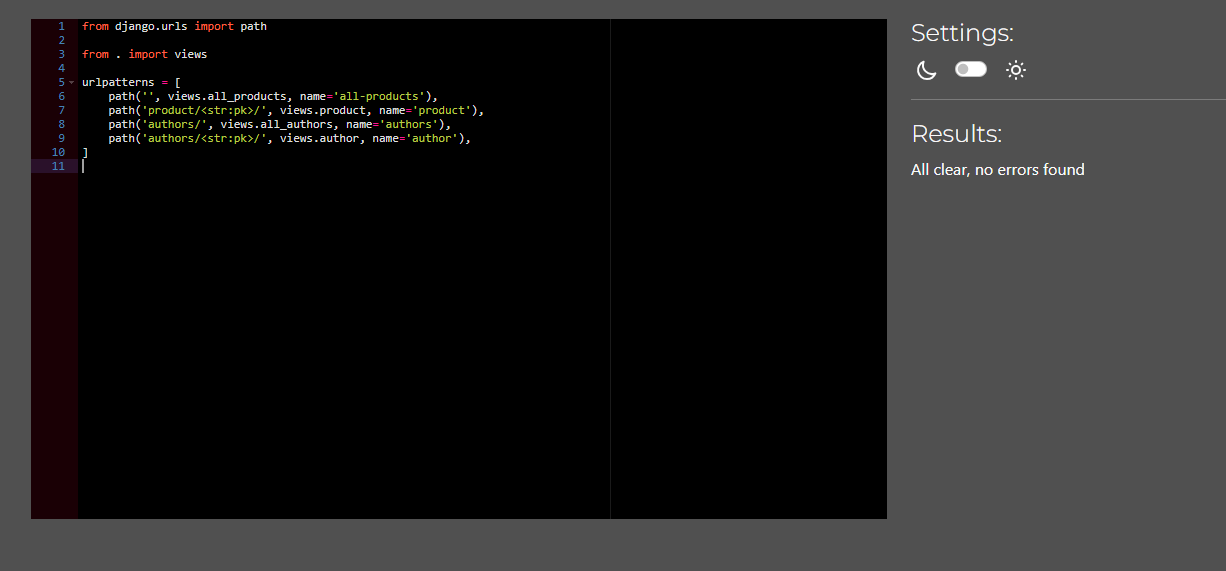 1 from django.urls import path
2
3 from . import views
4
5 urlpatterns = [
6     path('', views.all_products, name='all-products'),
7     path('product/<str:pk>/', views.product, name='product'),
8     path('authors/', views.all_authors, name='authors'),
9     path('authors/<str:pk>/', views.author, name='author'),
10 ]
11
Settings:
Results:
All clear, no errors found